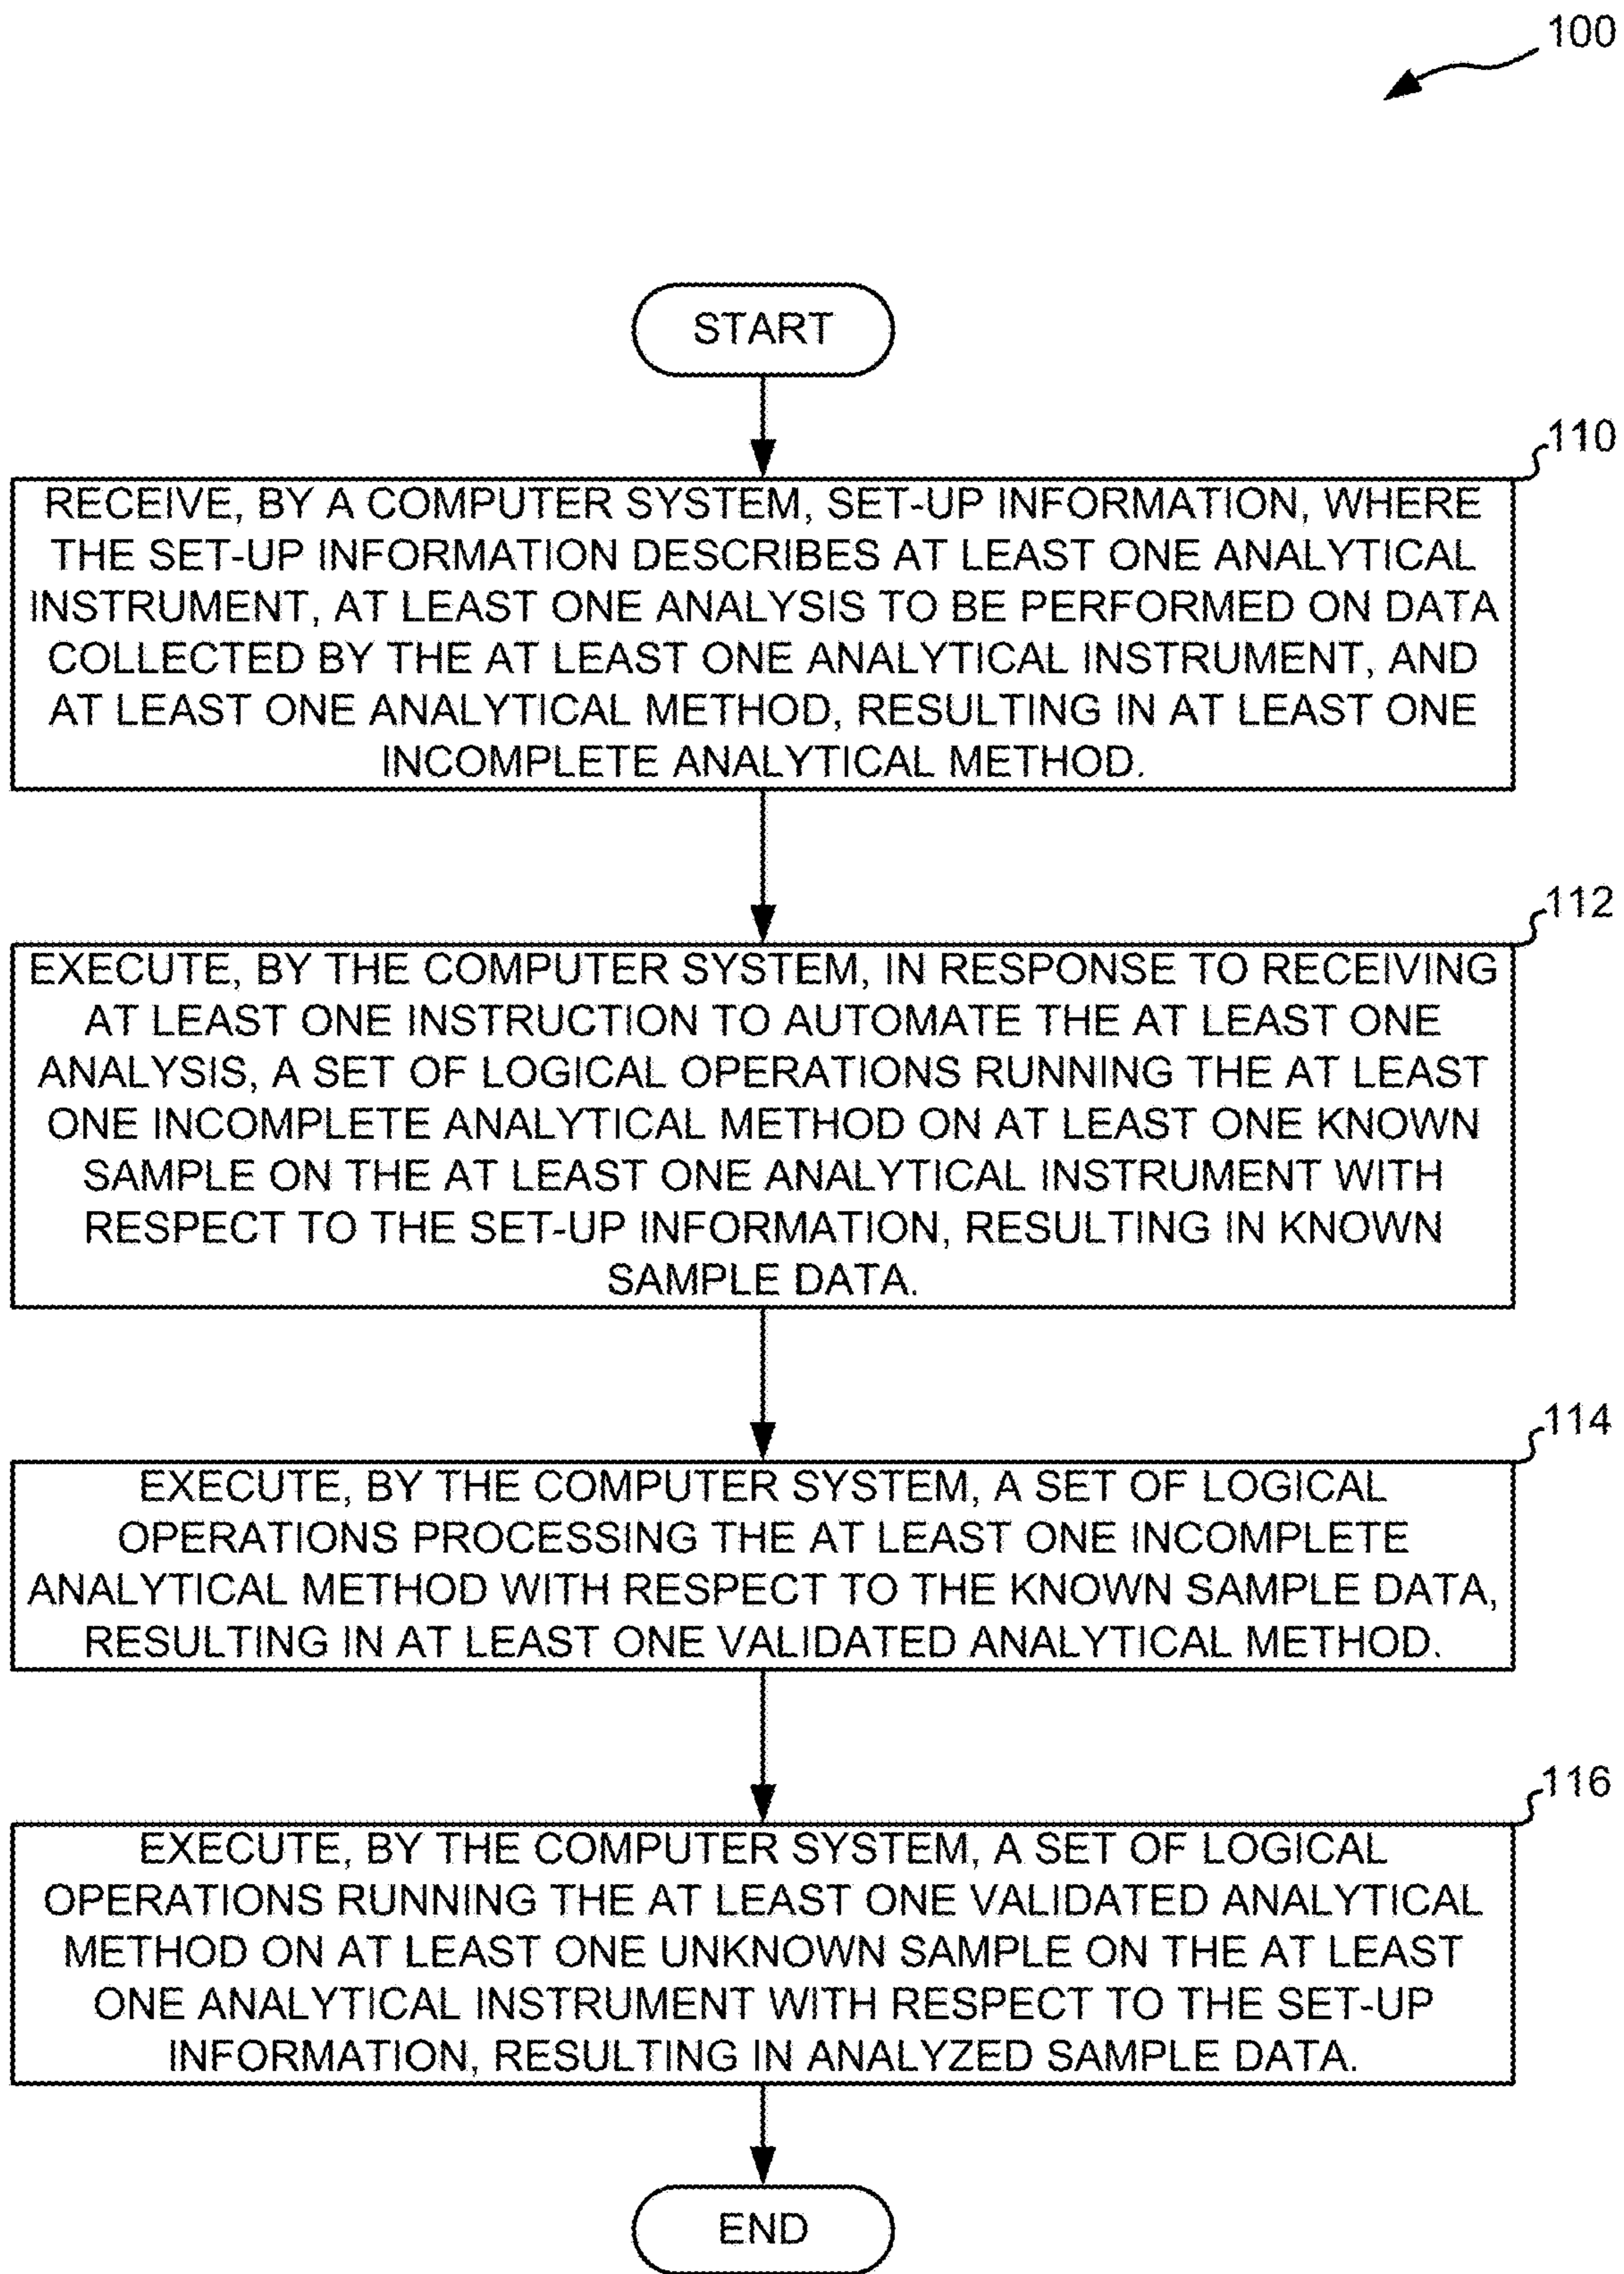 100
START
110
RECEIVE, BY A COMPUTER SYSTEM, SET-UP INFORMATION, WHERE
THE SET-UP INFORMATION DESCRIBES AT LEAST ONE ANALYTICAL
INSTRUMENT, AT LEAST ONE ANALYSIS TO BE PERFORMED ON DATA
COLLECTED BY THE AT LEAST ONE ANALYTICAL INSTRUMENT, AND
AT LEAST ONE ANALYTICAL METHOD, RESULTING IN AT LEAST ONE
INCOMPLETE ANALYTICAL METHOD.
112
EXECUTE, BY THE COMPUTER SYSTEM, IN RESPONSE TO RECEIVING
AT LEAST ONE INSTRUCTION TO AUTOMATE THE AT LEAST ONE
ANALYSIS, A SET OF LOGICAL OPERATIONS RUNNING THE AT LEAST
ONE INCOMPLETE ANALYTICAL METHOD ON AT LEAST ONE KNOWN
SAMPLE ON THE AT LEAST ONE ANALYTICAL INSTRUMENT WITH
RESPECT TO THE SET-UP INFORMATION, RESULTING IN KNOWN
SAMPLE DATA.
114
EXECUTE, BY THE COMPUTER SYSTEM, A SET OF LOGICAL
OPERATIONS PROCESSING THE AT LEAST ONE INCOMPLETE
ANALYTICAL METHOD WITH RESPECT TO THE KNOWN SAMPLE DATA,
RESULTING IN AT LEAST ONE VALIDATED ANALYTICAL METHOD.
116
EXECUTE, BY THE COMPUTER SYSTEM, A SET OF LOGICAL
OPERATIONS RUNNING THE AT LEAST ONE VALIDATED ANALYTICAL
METHOD ON AT LEAST ONE UNKNOWN SAMPLE ON THE AT LEAST
ONE ANALYTICAL INSTRUMENT WITH RESPECT TO THE SET-UP
INFORMATION, RESULTING IN ANALYZED SAMPLE DATA.
END